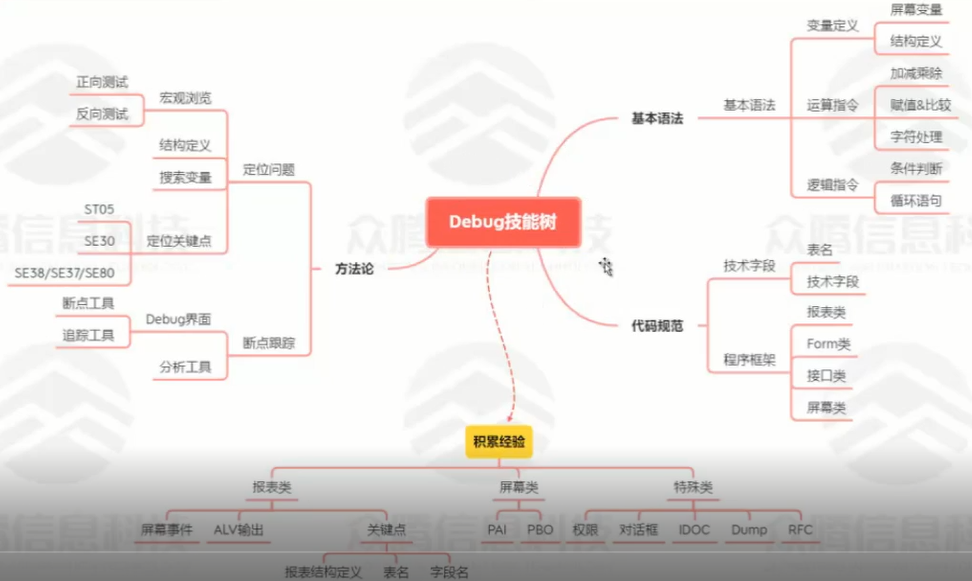 Debug技能树
基本语法
基本语法
变量定义
屏幕变量
结构定义
运算指令
加减乘除
赋值&比较
字符处理
逻辑指令
条件判断
循环语句
代码规范
技术字段
表名
技术字段
程序框架
报表类
Form类
接口类
屏幕类
方法论
定位问题
宏观浏览
正向测试
反向测试
结构定义
搜索变量
定位关键点
ST05
SE30
SE38/SE37/SE80
断点跟踪
Debug界面
断点工具
追踪工具
分析工具
积累经验
报表类
屏幕事件
ALV输出
关键点
报表结构定义
表名
字段名
屏幕类
PAI
PBO
特殊类
权限
对话框
IDOC
Dump
RFC
众腾信息科技